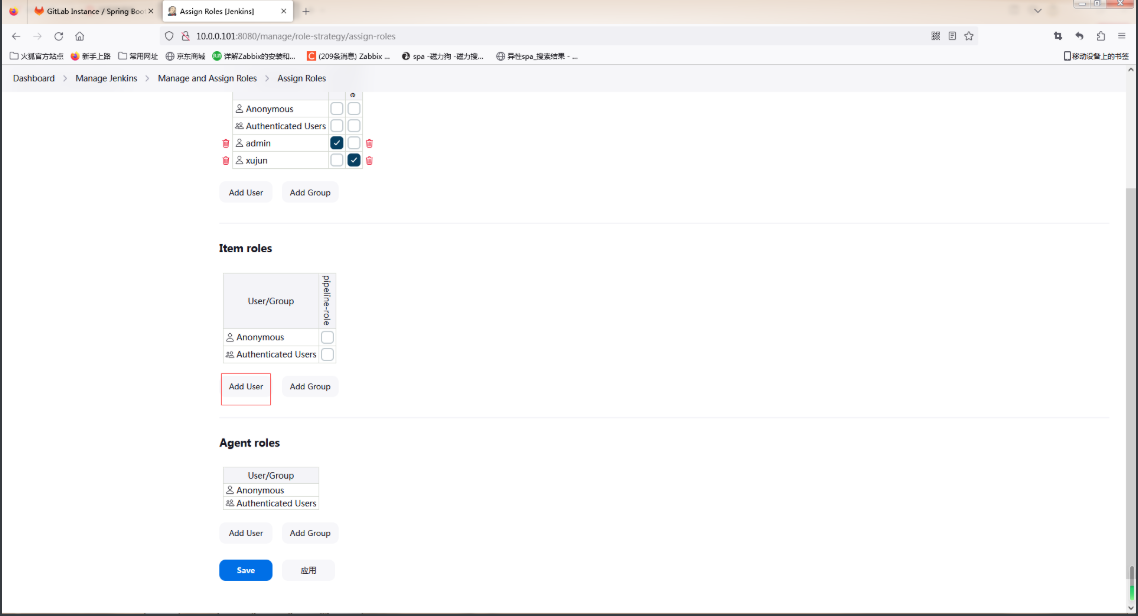 GitLab Instance / Spring Boo
Assign Roles [Jenkins]
10.0.0.101:8080/manage/role-strategy/assign-roles
火狐官方站点 新手上路 常用网址 京东商城 详解Zabbix的安装和... (209条消息) Zabbix ... spa -磁力狗 -磁力搜... 异性spa_搜索结果 - ... 移动设备上的书签
Dashboard > Manage Jenkins > Manage and Assign Roles > Assign Roles
Anonymous
Authenticated Users
admin
xujun
Add User Add Group
Item roles
User/Group pipeline-role
Anonymous
Authenticated Users
Add User Add Group
Agent roles
User/Group
Anonymous
Authenticated Users
Add User Add Group
Save 应用